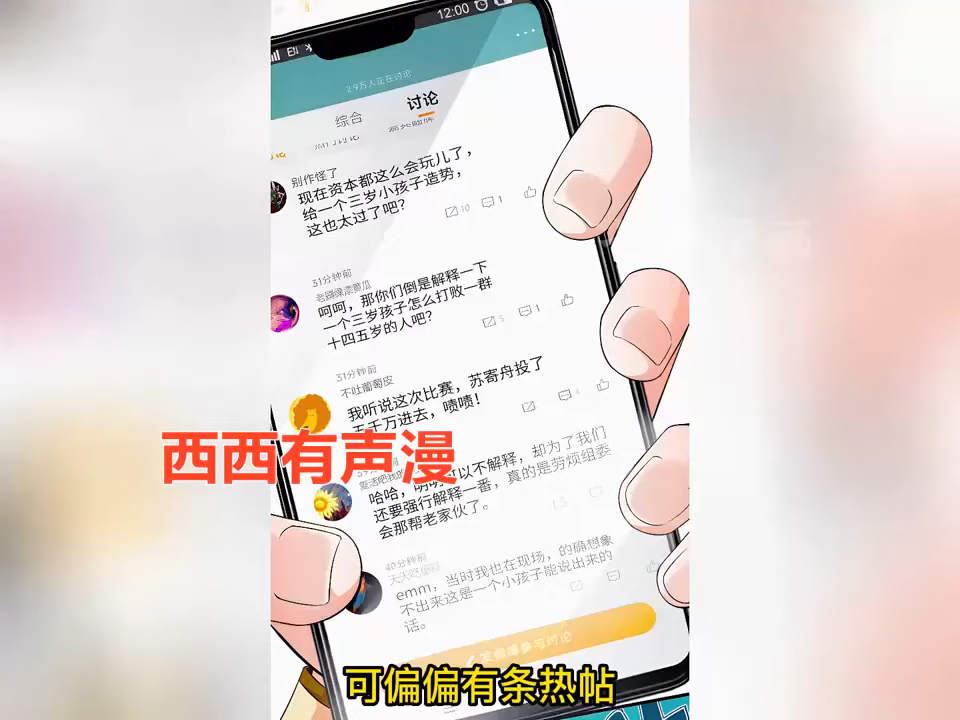 12:00
2.9万人正在讨论
综合
讨论
别作怪了
现在资本都这么会玩儿了，
给一个三岁小孩子造势，
这也太过了吧？
10
1
31分钟前
呵呵，那你们倒是解释一下
一个三岁孩子怎么打败一群
十四五岁的人吧？
5
1
31分钟前
不吐葡萄皮
我听说这次比赛，苏寄舟投了
五千万进去，啧啧！
4
哈哈，明明可以不解释，却为了我们
还要强行解释一番，真的是劳烦组委
会那帮老家伙了。
西西有声漫
40分钟前
emm，当时我也在现场，的确想象
不出来这是一个小孩子能说出来的
话。
可偏偏有条热帖